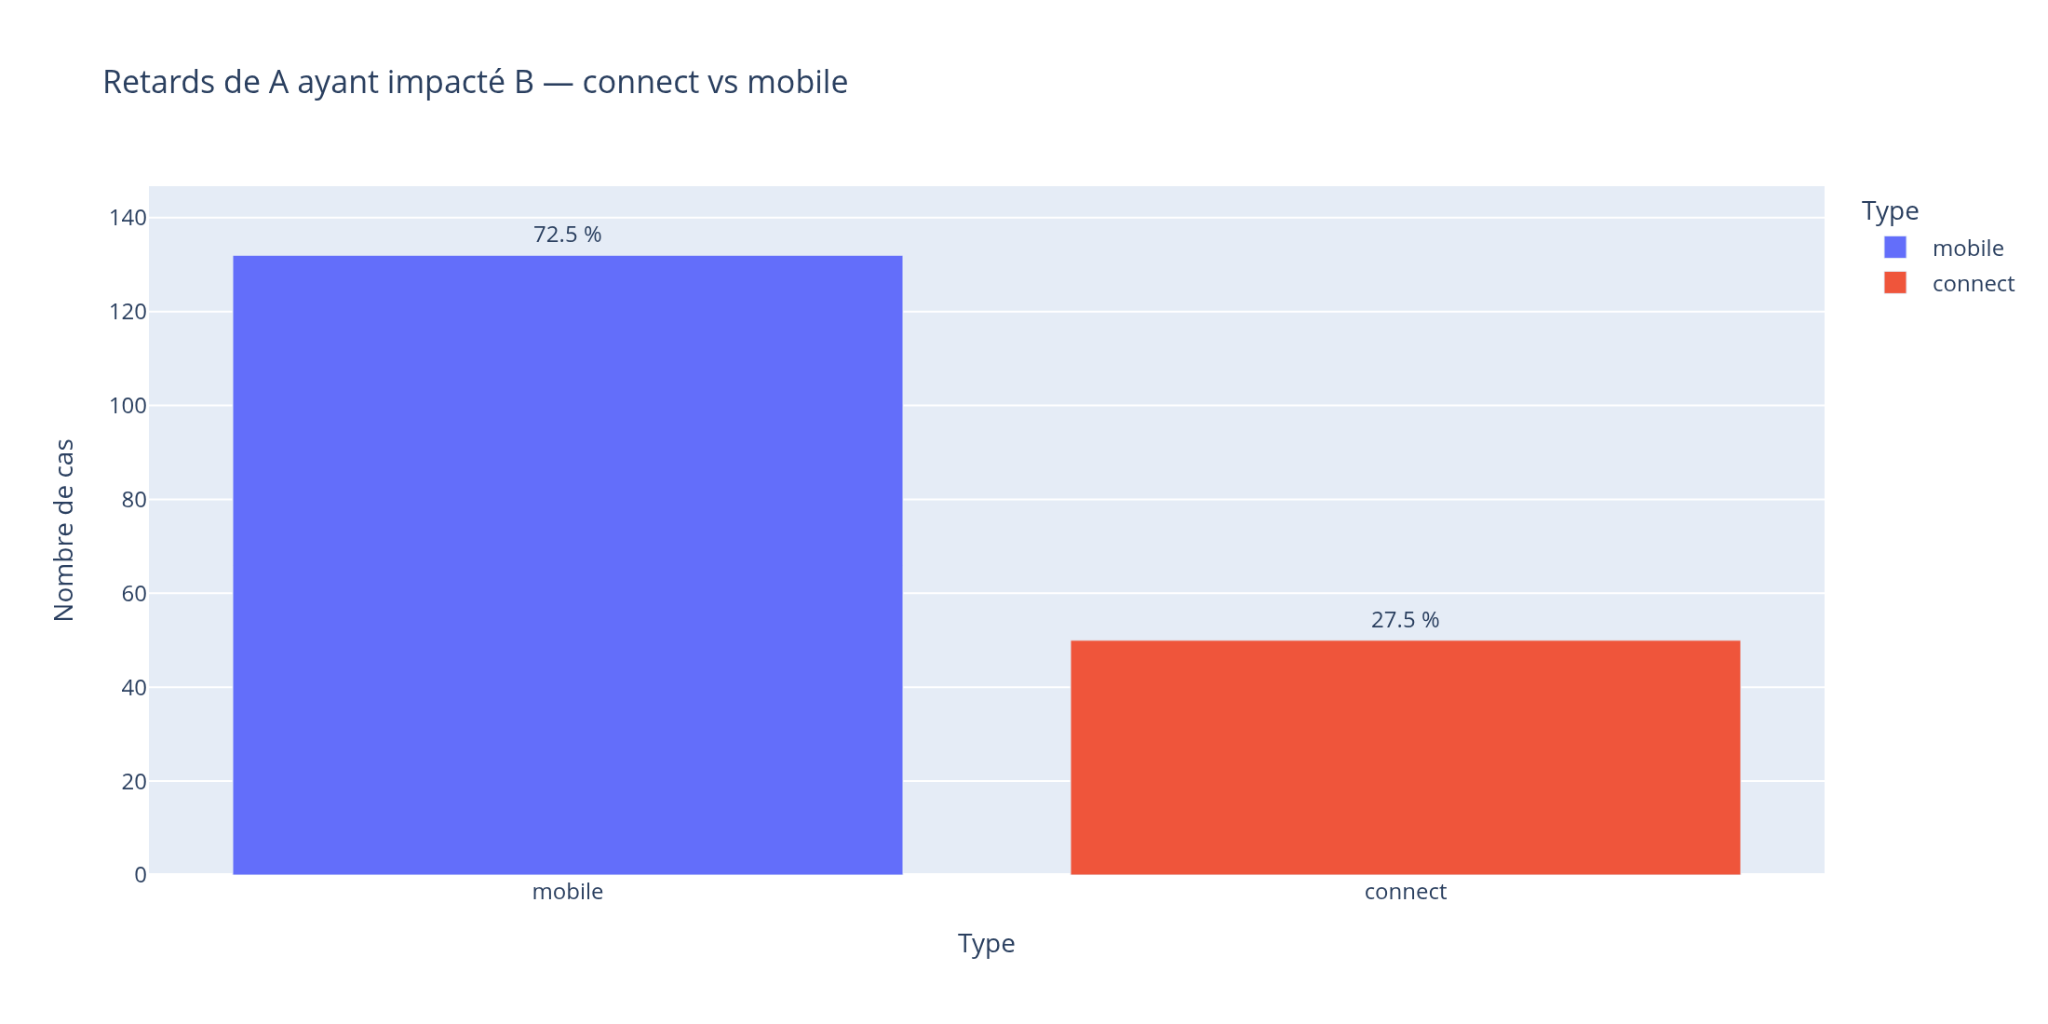 Retards de A ayant impacté B — connect vs mobile
140
120
100
80
60
40
20
0
Nombre de cas
72.5 %
27.5 %
mobile
connect
Type
Type
mobile
connect